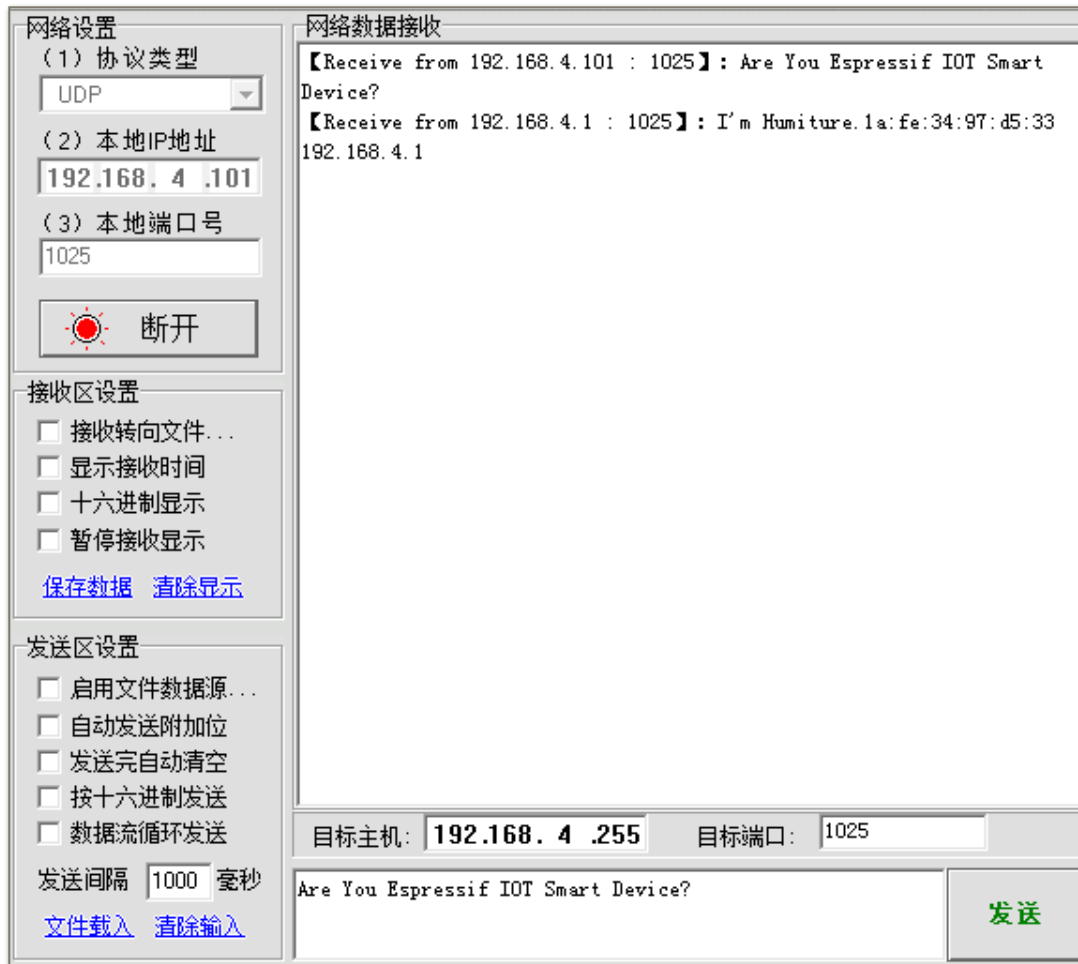 网络设置
（1）协议类型
UDP
（2）本地IP地址
192.168. 4 .101
（3）本地端口号
1025
断开
接收区设置
接收转向文件...
显示接收时间
十六进制显示
暂停接收显示
保存数据 清除显示
发送区设置
启用文件数据源...
自动发送附加位
发送完自动清空
按十六进制发送
数据流循环发送
发送间隔 1000 毫秒
文件载入 清除输入
网络数据接收
【Receive from 192.168.4.101 : 1025】: Are You Espressif IOT Smart
Device?
【Receive from 192.168.4.1 : 1025】: I'm Humiture.1a:fe:34:97:d5:33
192.168.4.1
目标主机: 192.168. 4 .255 目标端口: 1025
Are You Espressif IOT Smart Device?
发送